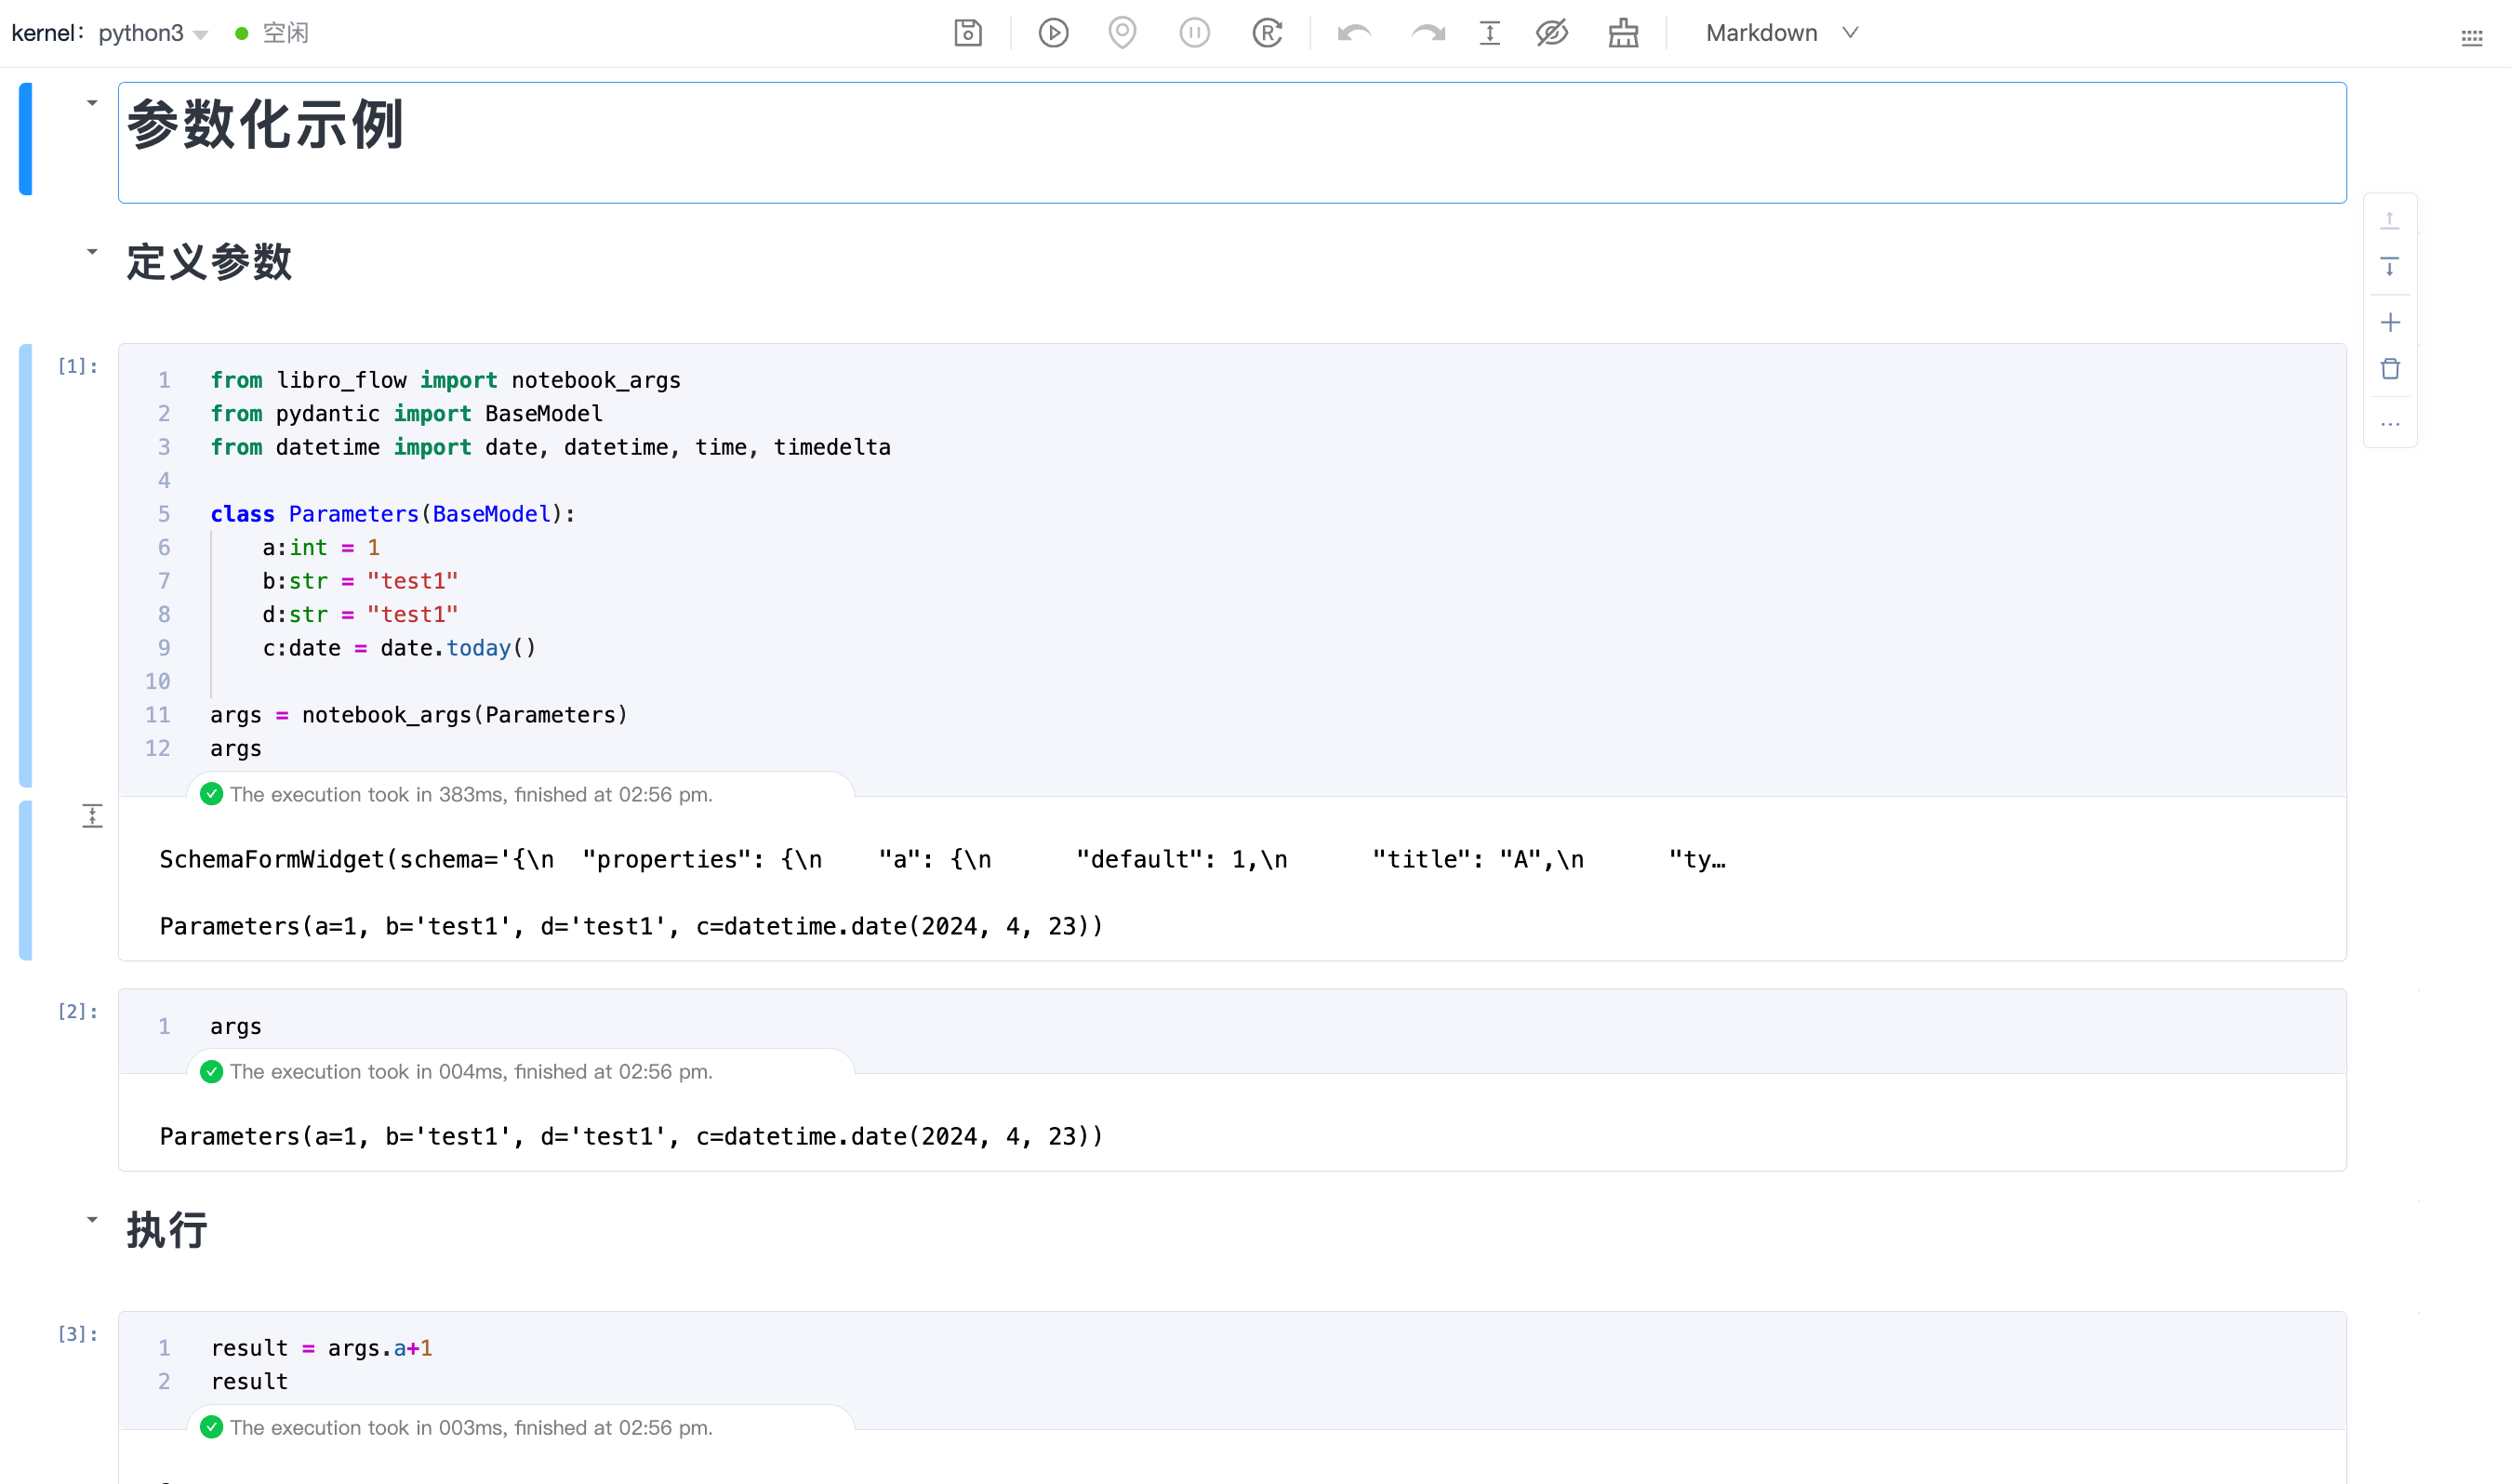 kernel: python3 空闲 Markdown
参数化示例
定义参数
[1]:
1 from libro_flow import notebook_args
2 from pydantic import BaseModel
3 from datetime import date, datetime, time, timedelta
4
5 class Parameters(BaseModel):
6     a:int = 1
7     b:str = "test1"
8     d:str = "test1"
9     c:date = date.today()
10
11 args = notebook_args(Parameters)
12 args
The execution took in 383ms, finished at 02:56 pm.
SchemaFormWidget(schema='{\n  "properties": {\n    "a": {\n      "default": 1,\n      "title": "A",\n      "ty…
Parameters(a=1, b='test1', d='test1', c=datetime.date(2024, 4, 23))
[2]:
1 args
The execution took in 004ms, finished at 02:56 pm.
Parameters(a=1, b='test1', d='test1', c=datetime.date(2024, 4, 23))
执行
[3]:
1 result = args.a+1
2 result
The execution took in 003ms, finished at 02:56 pm.